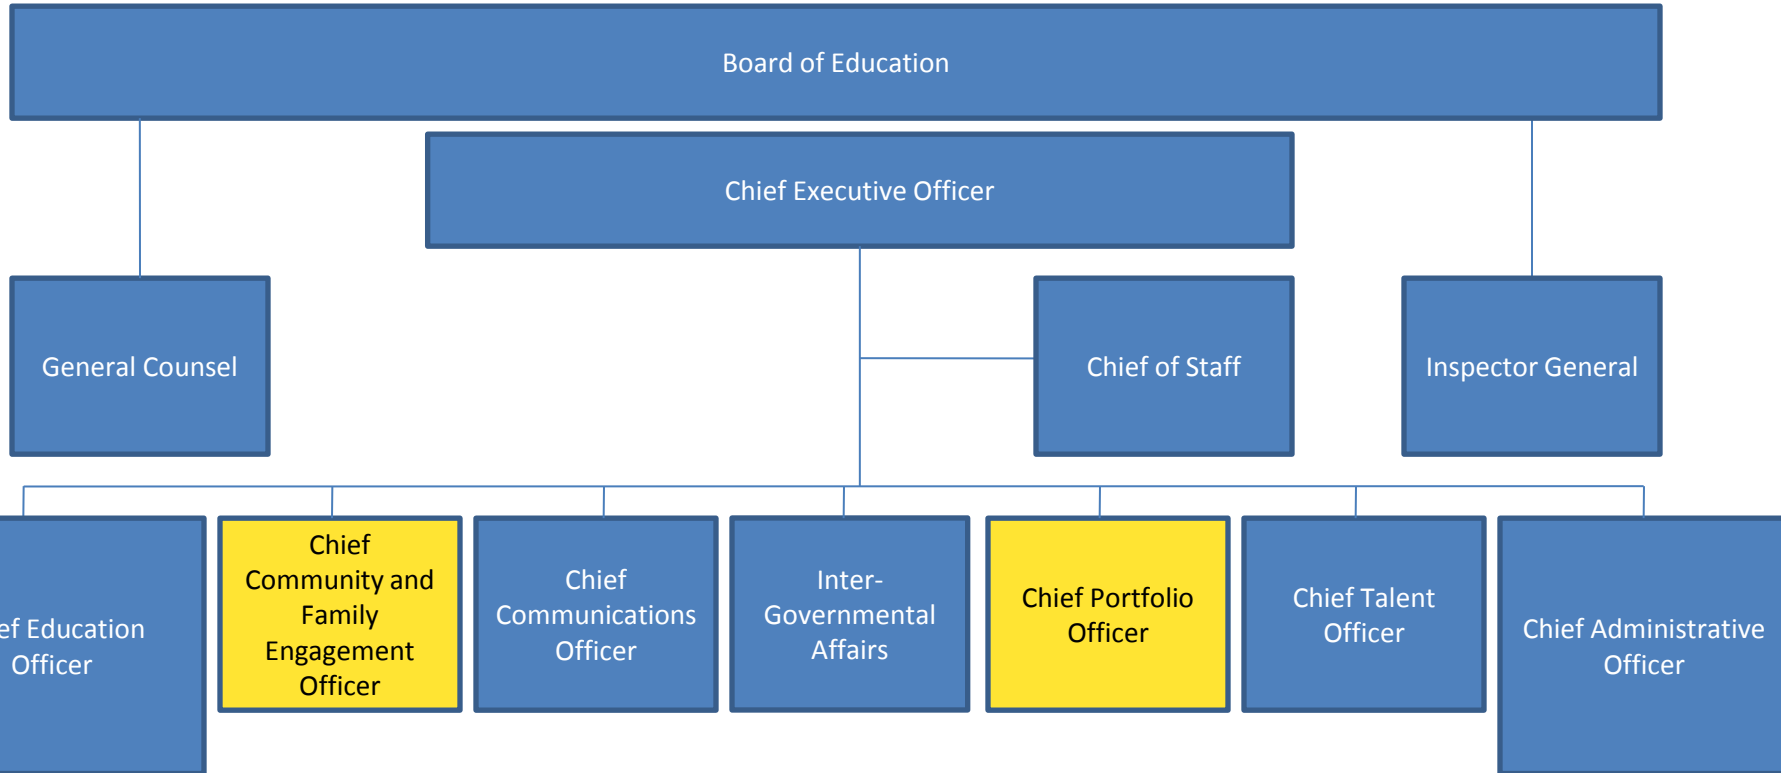 Board of Education
Chief Executive Officer
General Counsel
Chief of Staff
Inspector General
ef Education
Officer
Chief
Community and
Family
Engagement
Officer
Chief
Communications
Officer
Inter-
Governmental
Affairs
Chief Portfolio
Officer
Chief Talent
Officer
Chief Administrative
Officer